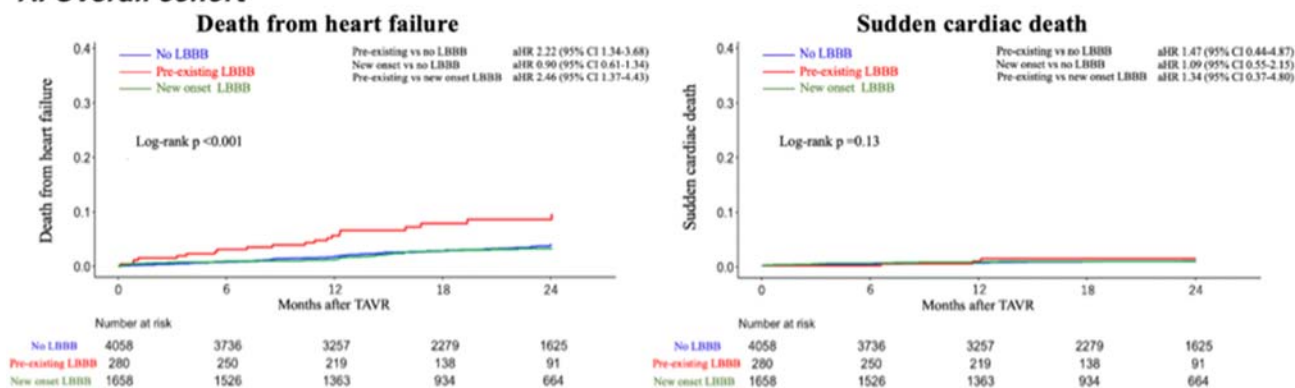 A. Overall cohort
Death from heart failure
0.4
0.3
0.2
0.1
0.0
Death from heart failure
No LBBB
Pre-existing LBBB
New onset LBBB
Pre-existing vs no LBBB aHR 2.22 (95% CI 1.34-3.68)
New onset vs no LBBB aHR 0.90 (95% CI 0.61-1.34)
Pre-existing vs new onset LBBB aHR 2.46 (95% CI 1.37-4.43)
Log-rank p <0.001
0 6 12 18 24
Months after TAVR
Number at risk
No LBBB 4058 3736 3257 2279 1625
Pre-existing LBBB 280 250 219 138 91
New onset LBBB 1658 1526 1363 934 664
Sudden cardiac death
0.4
0.3
0.2
0.1
0.0
Sudden cardiac death
No LBBB
Pre-existing LBBB
New onset LBBB
Pre-existing vs no LBBB aHR 1.47 (95% CI 0.44-4.87)
New onset vs no LBBB aHR 1.09 (95% CI 0.55-2.15)
Pre-existing vs new onset LBBB aHR 1.34 (95% CI 0.37-4.80)
Log-rank p =0.13
0 6 12 18 24
Months after TAVR
Number at risk
No LBBB 4058 3736 3257 2279 1625
Pre-existing LBBB 280 250 219 138 91
New onset LBBB 1658 1526 1363 934 664